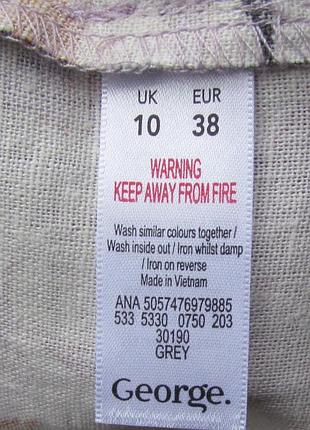 UK EUR
10 38
WARNING
KEEP AWAY FROM FIRE
Wash similar colours together /
Wash inside out / Iron whilst damp
/ Iron on reverse
Made in Vietnam
ANA 5057476979885
533 5330 0750 203
30190
GREY
George.